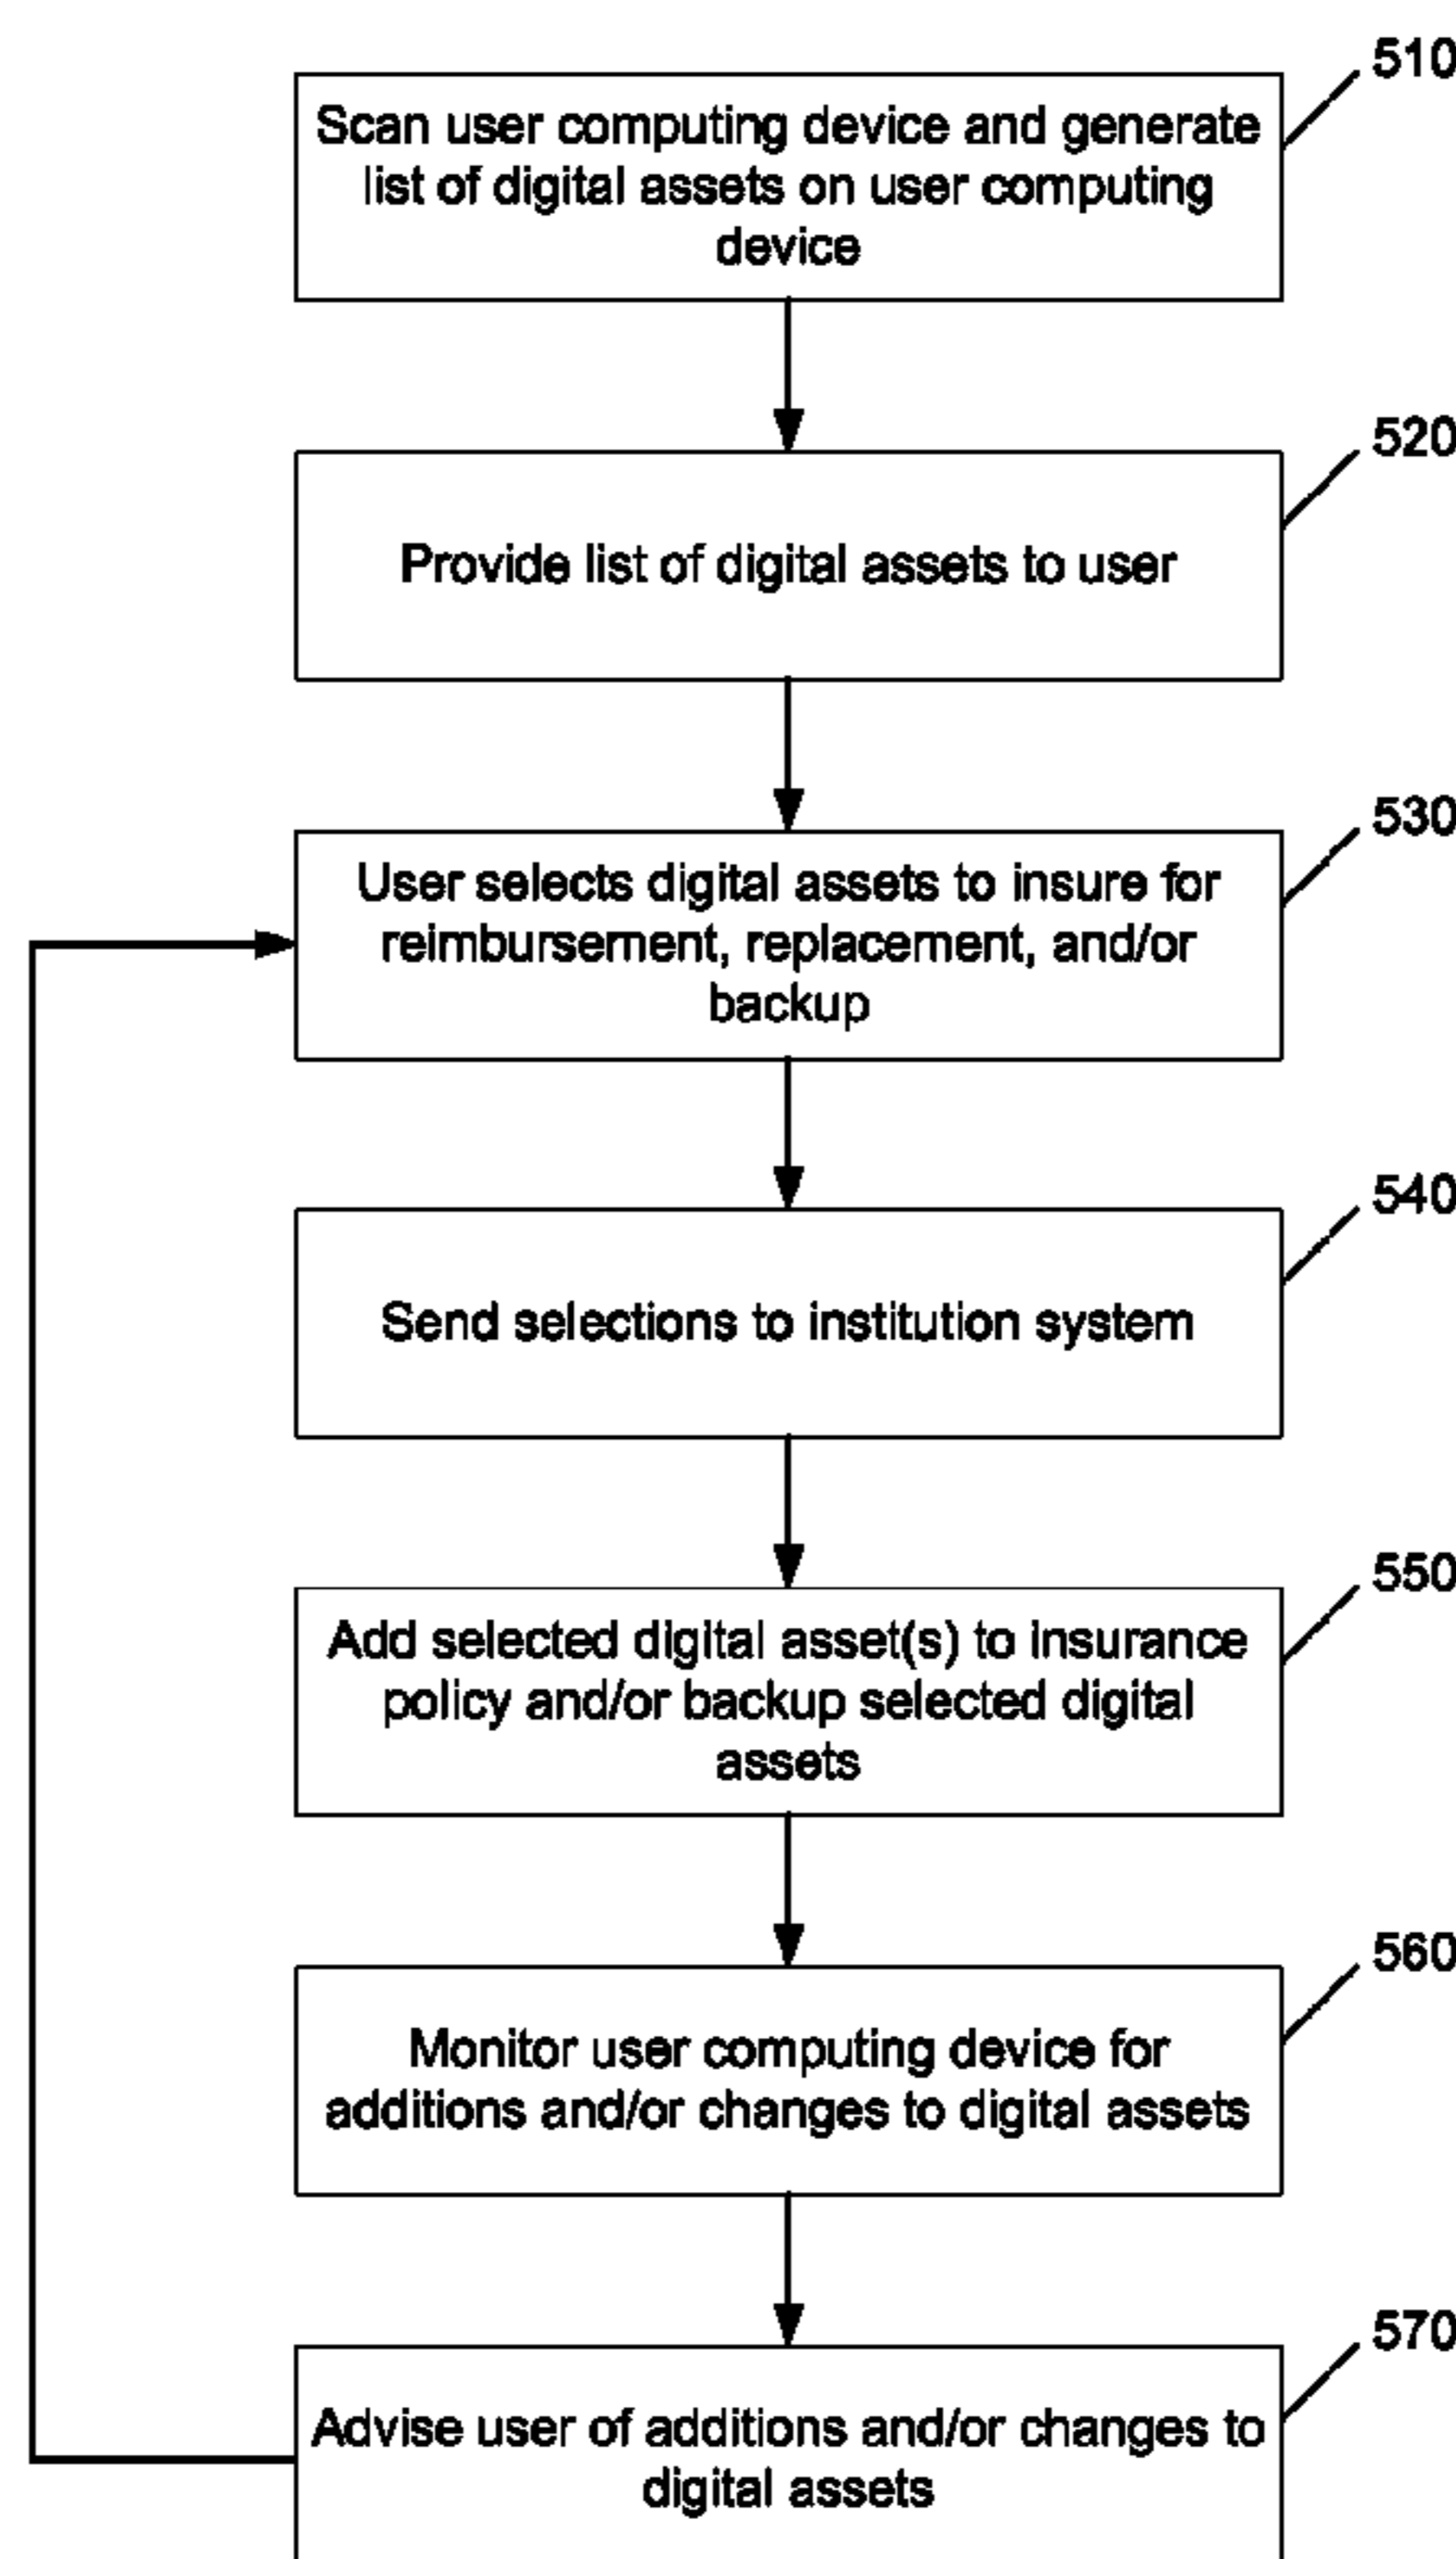 510
Scan user computing device and generate
list of digital assets on user computing
device
520
Provide list of digital assets to user
530
User selects digital assets to insure for
reimbursement, replacement, and/or
backup
540
Send selections to institution system
550
Add selected digital asset(s) to insurance
policy and/or backup selected digital
assets
560
Monitor user computing device for
additions and/or changes to digital assets
570
Advise user of additions and/or changes to
digital assets